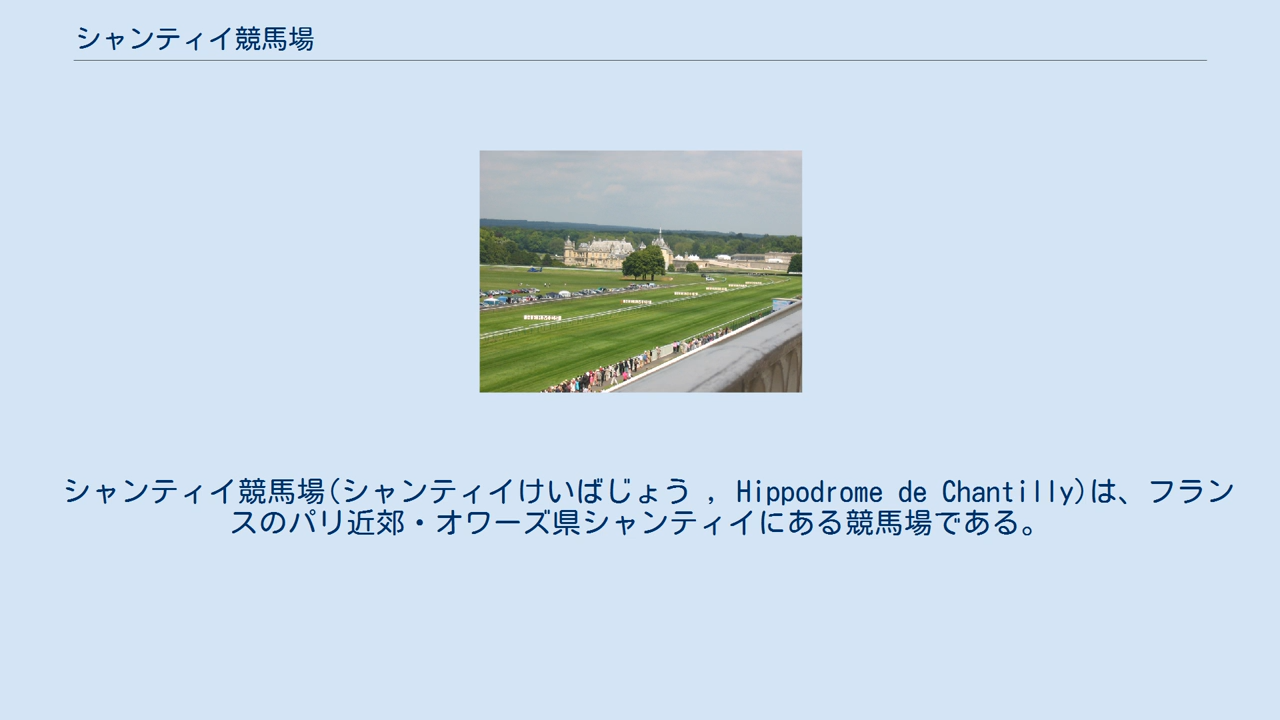 シャンティイ競馬場
HERMES
シャンティイ競馬場(シャンティイけいばじょう , Hippodrome de Chantilly)は、フラン
スのパリ近郊・オワーズ県シャンティイにある競馬場である。